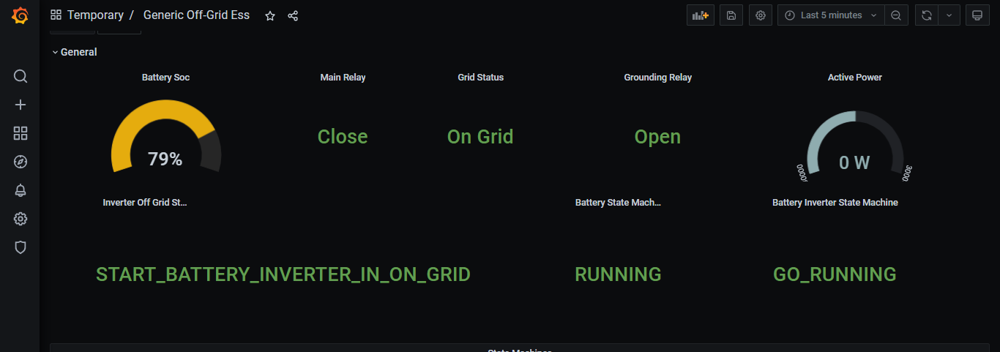 Temporary / Generic Off-Grid Ess
Last 5 minutes
General
Battery Soc
Main Relay
Grid Status
Grounding Relay
Active Power
79%
Close
On Grid
Open
0 W
3000
Inverter Off Grid St...
Battery State Mach...
Battery Inverter State Machine
START_BATTERY_INVERTER_IN_ON_GRID
RUNNING
GO_RUNNING
State Machines